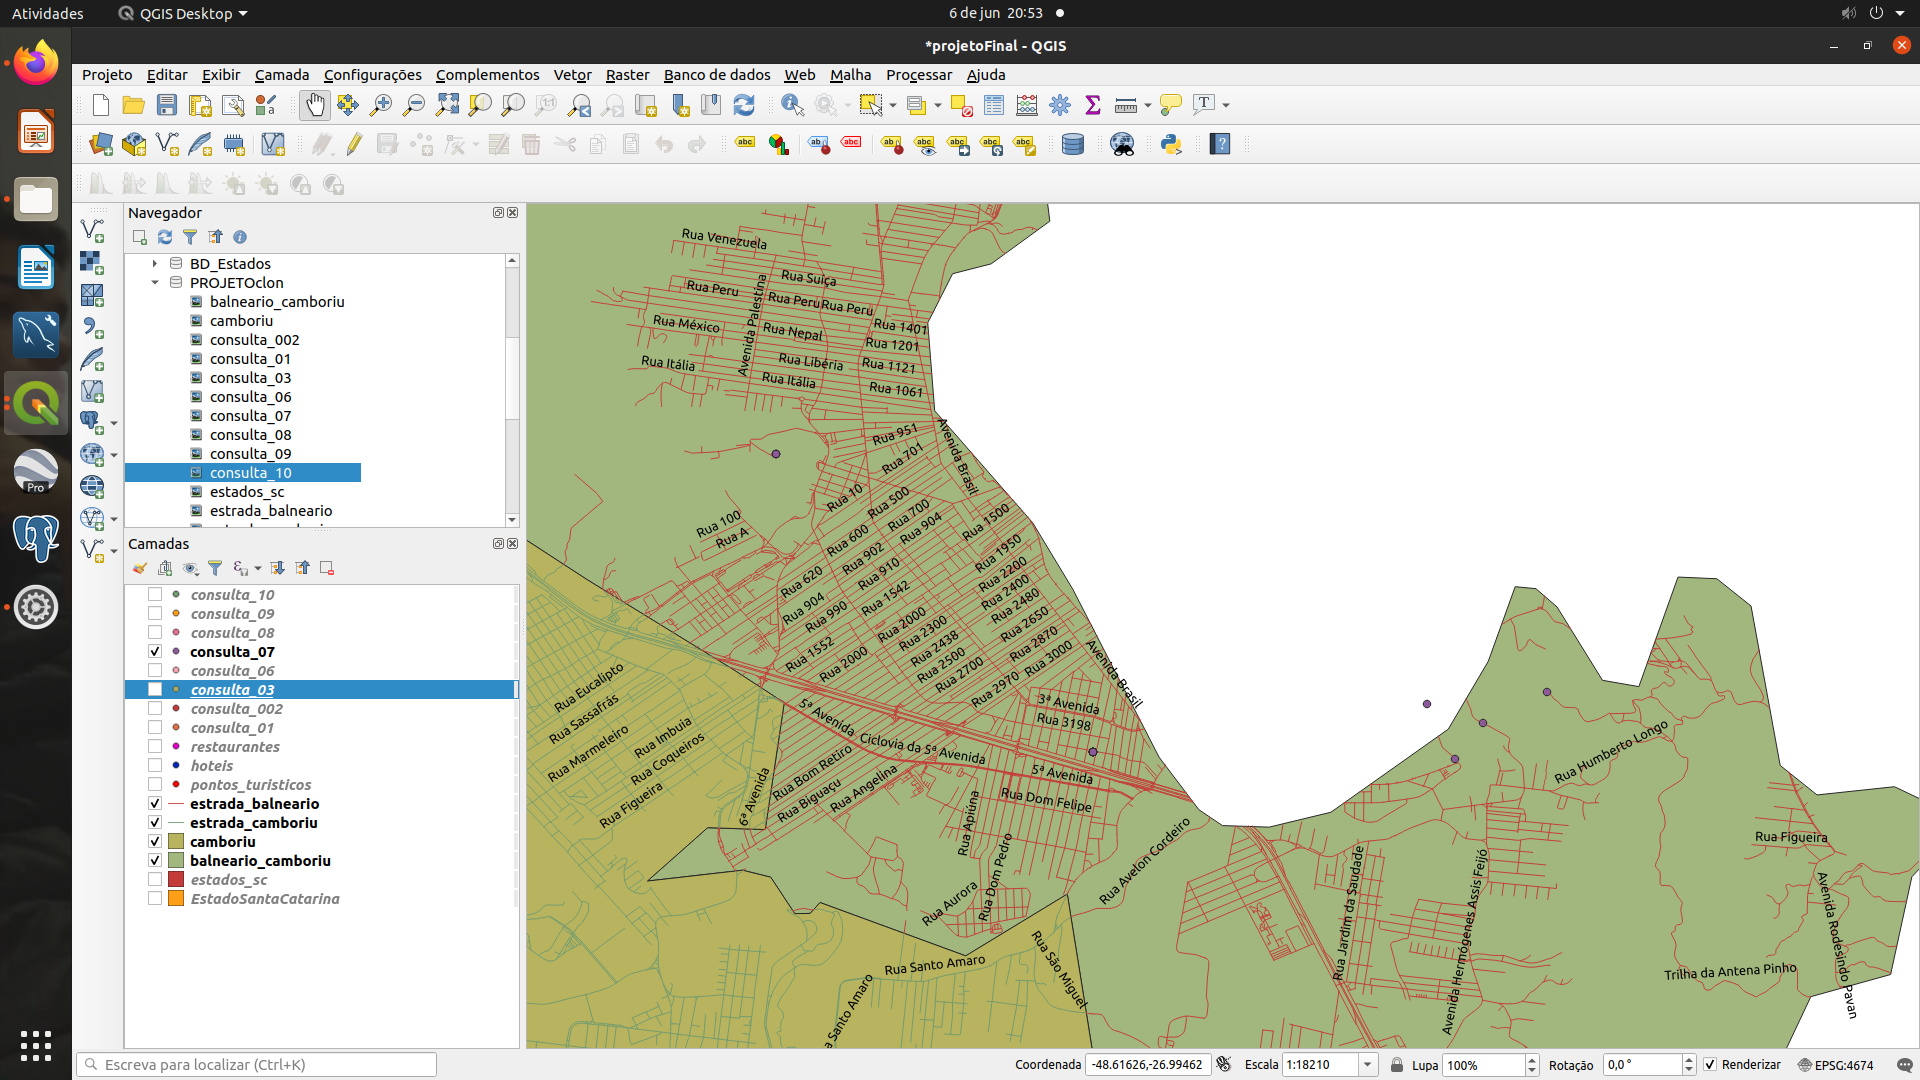 Atividades
QGIS Desktop
6 de jun 20:53
*projetoFinal - QGIS
Projeto Editar Exibir Camada Configurações Complementos Vetor Raster Banco de dados Web Malha Processar Ajuda
Navegador
BD_Estados
PROJETOclon
balneario_camboriu
camboriu
consulta_002
consulta_01
consulta_03
consulta_06
consulta_07
consulta_08
consulta_09
consulta_10
estados_sc
estrada_balneario
Camadas
consulta_10
consulta_09
consulta_08
consulta_07
consulta_06
consulta_03
consulta_002
consulta_01
restaurantes
hoteis
pontos_turisticos
estrada_balneario
estrada_camboriu
camboriu
balneario_camboriu
estados_sc
EstadoSantaCatarina
Pro
Rua Venezuela
Rua Suiça
Rua Peru
Rua Peru
Rua Peru
Avenida Palestina
Rua México
Rua Nepal
Rua 1401
Rua 1201
Rua Itália
Rua Libéria
Rua 1121
Rua Itália
Rua 1061
Rua 951
Avenida Brasil
Rua 701
Rua 10
Rua 500
Rua 700
Rua 904
Rua 1500
Rua 100
Rua A
Rua 600
Rua 902
Rua 910
Rua 1950
Rua 2200
Rua 2400
Rua 2480
Rua 620
Rua 904
Rua 990
Rua 1542
Rua 2650
Rua 2000
Rua 2300
Rua 2438
Rua 2870
Rua 1552
Rua 2000
Rua 2500
Rua 2700
Rua 3000
Rua 2970
Avenida Brasil
Rua Eucalipto
Rua Sassafrás
Rua Marmeleiro
Rua Imbuia
Rua Coqueiros
Rua Figueira
5ª Avenida
3ª Avenida
Rua 3198
Ciclovia da 5ª Avenida
5ª Avenida
6ª Avenida
Rua Bom Retiro
Rua Biguaçu
Rua Angelina
Rua Dom Felipe
Rua Apiúna
Rua Dom Pedro
Rua Aurora
Rua Avelon Cordeiro
Rua Humberto Longo
Rua Figueira
Rua Jardim da Saudade
Avenida Hermógenes Assis Feijó
Avenida Rodesindo Pavan
Trilha da Antena Pinho
Rua Santo Amaro
a Santo Amaro
Rua São Miguel
Escreva para localizar (Ctrl+K)
Coordenada -48.61626,-26.99462 Escala 1:18210 Lupa 100% Rotação 0,0 ° Renderizar EPSG:4674